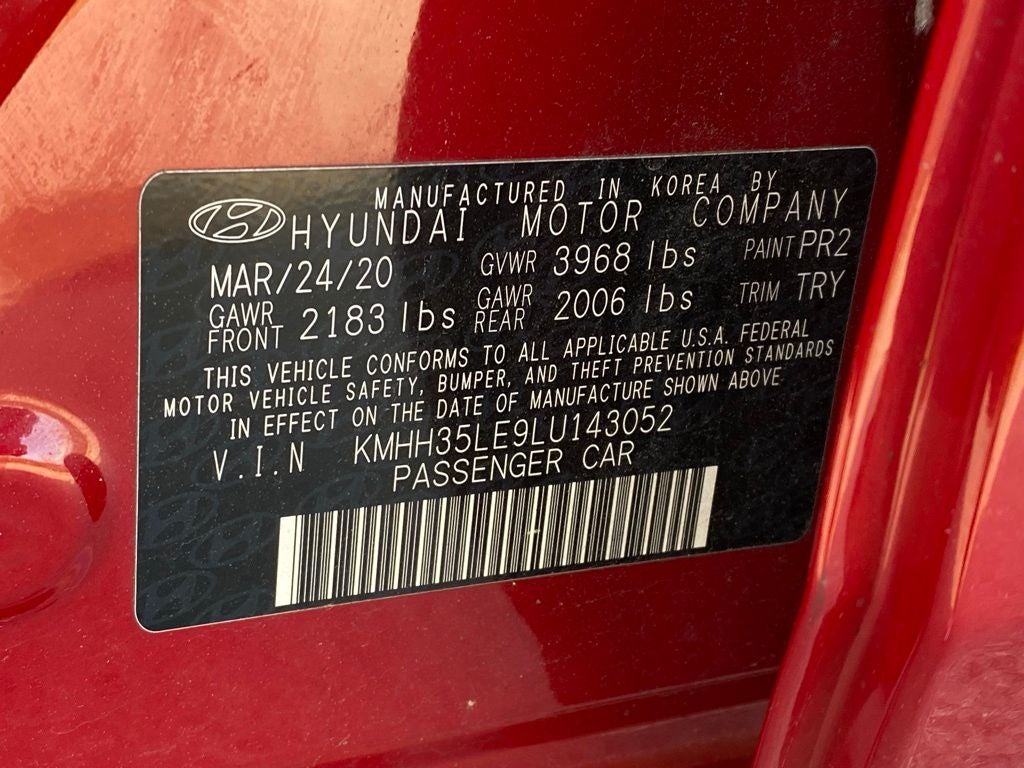 MANUFACTURED IN KOREA BY
HYUNDAI MOTOR COMPANY
MAR/24/20 GVWR 3968 lbs PAINT PR2
GAWR FRONT 2183 lbs GAWR REAR 2006 lbs TRIM TRY
THIS VEHICLE CONFORMS TO ALL APPLICABLE U.S.A. FEDERAL
MOTOR VEHICLE SAFETY, BUMPER, AND THEFT PREVENTION STANDARDS
IN EFFECT ON THE DATE OF MANUFACTURE SHOWN ABOVE
V.I.N KMHH35LE9LU143052
PASSENGER CAR